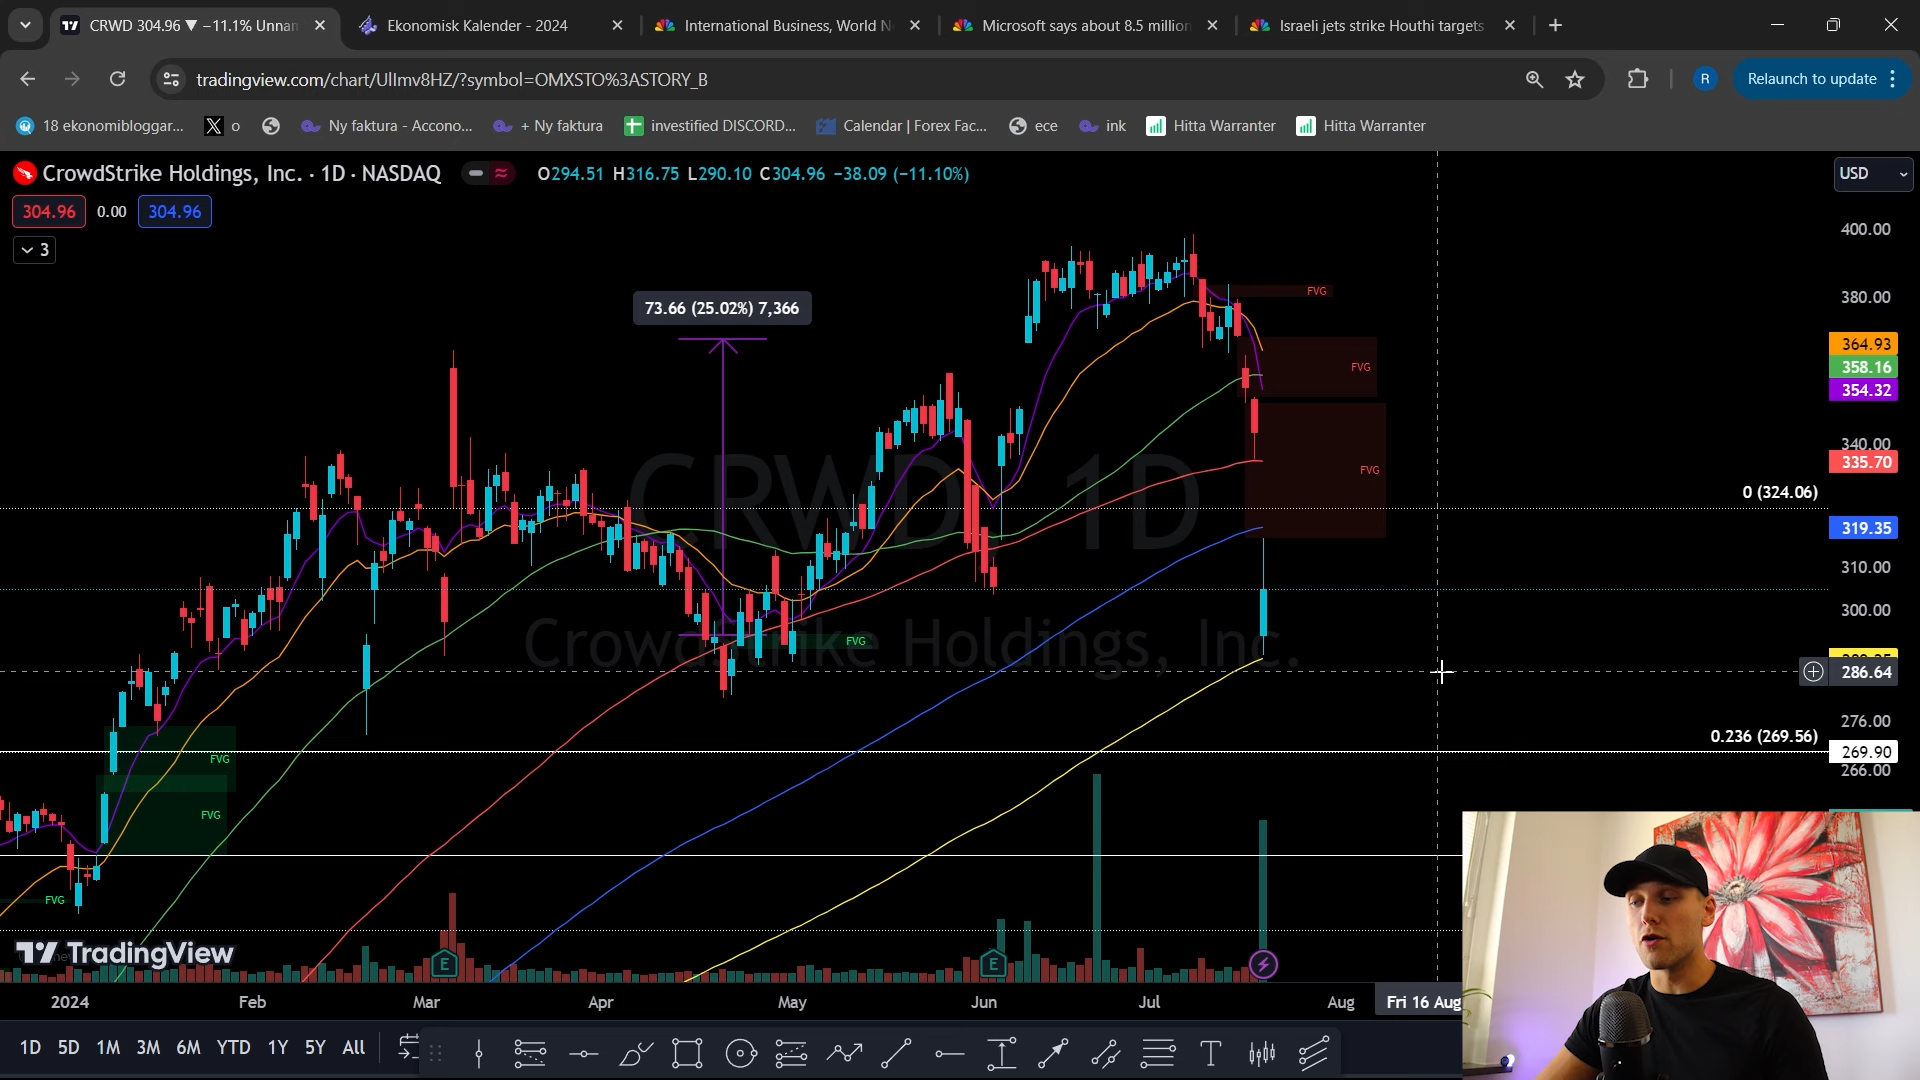 CRWD 304.96 ▼ −11.1% Unnan
Ekonomisk Kalender - 2024
International Business, World N
Microsoft says about 8.5 million
Israeli jets strike Houthi targets
tradingview.com/chart/UlImv8HZ/?symbol=OMXSTO%3ASTORY_B
R
Relaunch to update
18 ekonomibloggar...
o
Ny faktura - Accono...
+ Ny faktura
investified DISCORD...
Calendar | Forex Fac...
ece
ink
Hitta Warranter
Hitta Warranter
CrowdStrike Holdings, Inc. · 1D · NASDAQ
O294.51 H316.75 L290.10 C304.96 −38.09 (−11.10%)
USD
304.96
0.00
304.96
3
400.00
380.00
364.93
358.16
354.32
340.00
335.70
0 (324.06)
319.35
310.00
300.00
286.64
276.00
0.236 (269.56)
269.90
266.00
73.66 (25.02%) 7,366
FVG
FVG
FVG
FVG
FVG
FVG
FVG
CRWD 1D
CrowdStrike Holdings, Inc.
TradingView
E
E
2024
Feb
Mar
Apr
May
Jun
Jul
Aug
Fri 16 Aug
1D
5D
1M
3M
6M
YTD
1Y
5Y
All
T